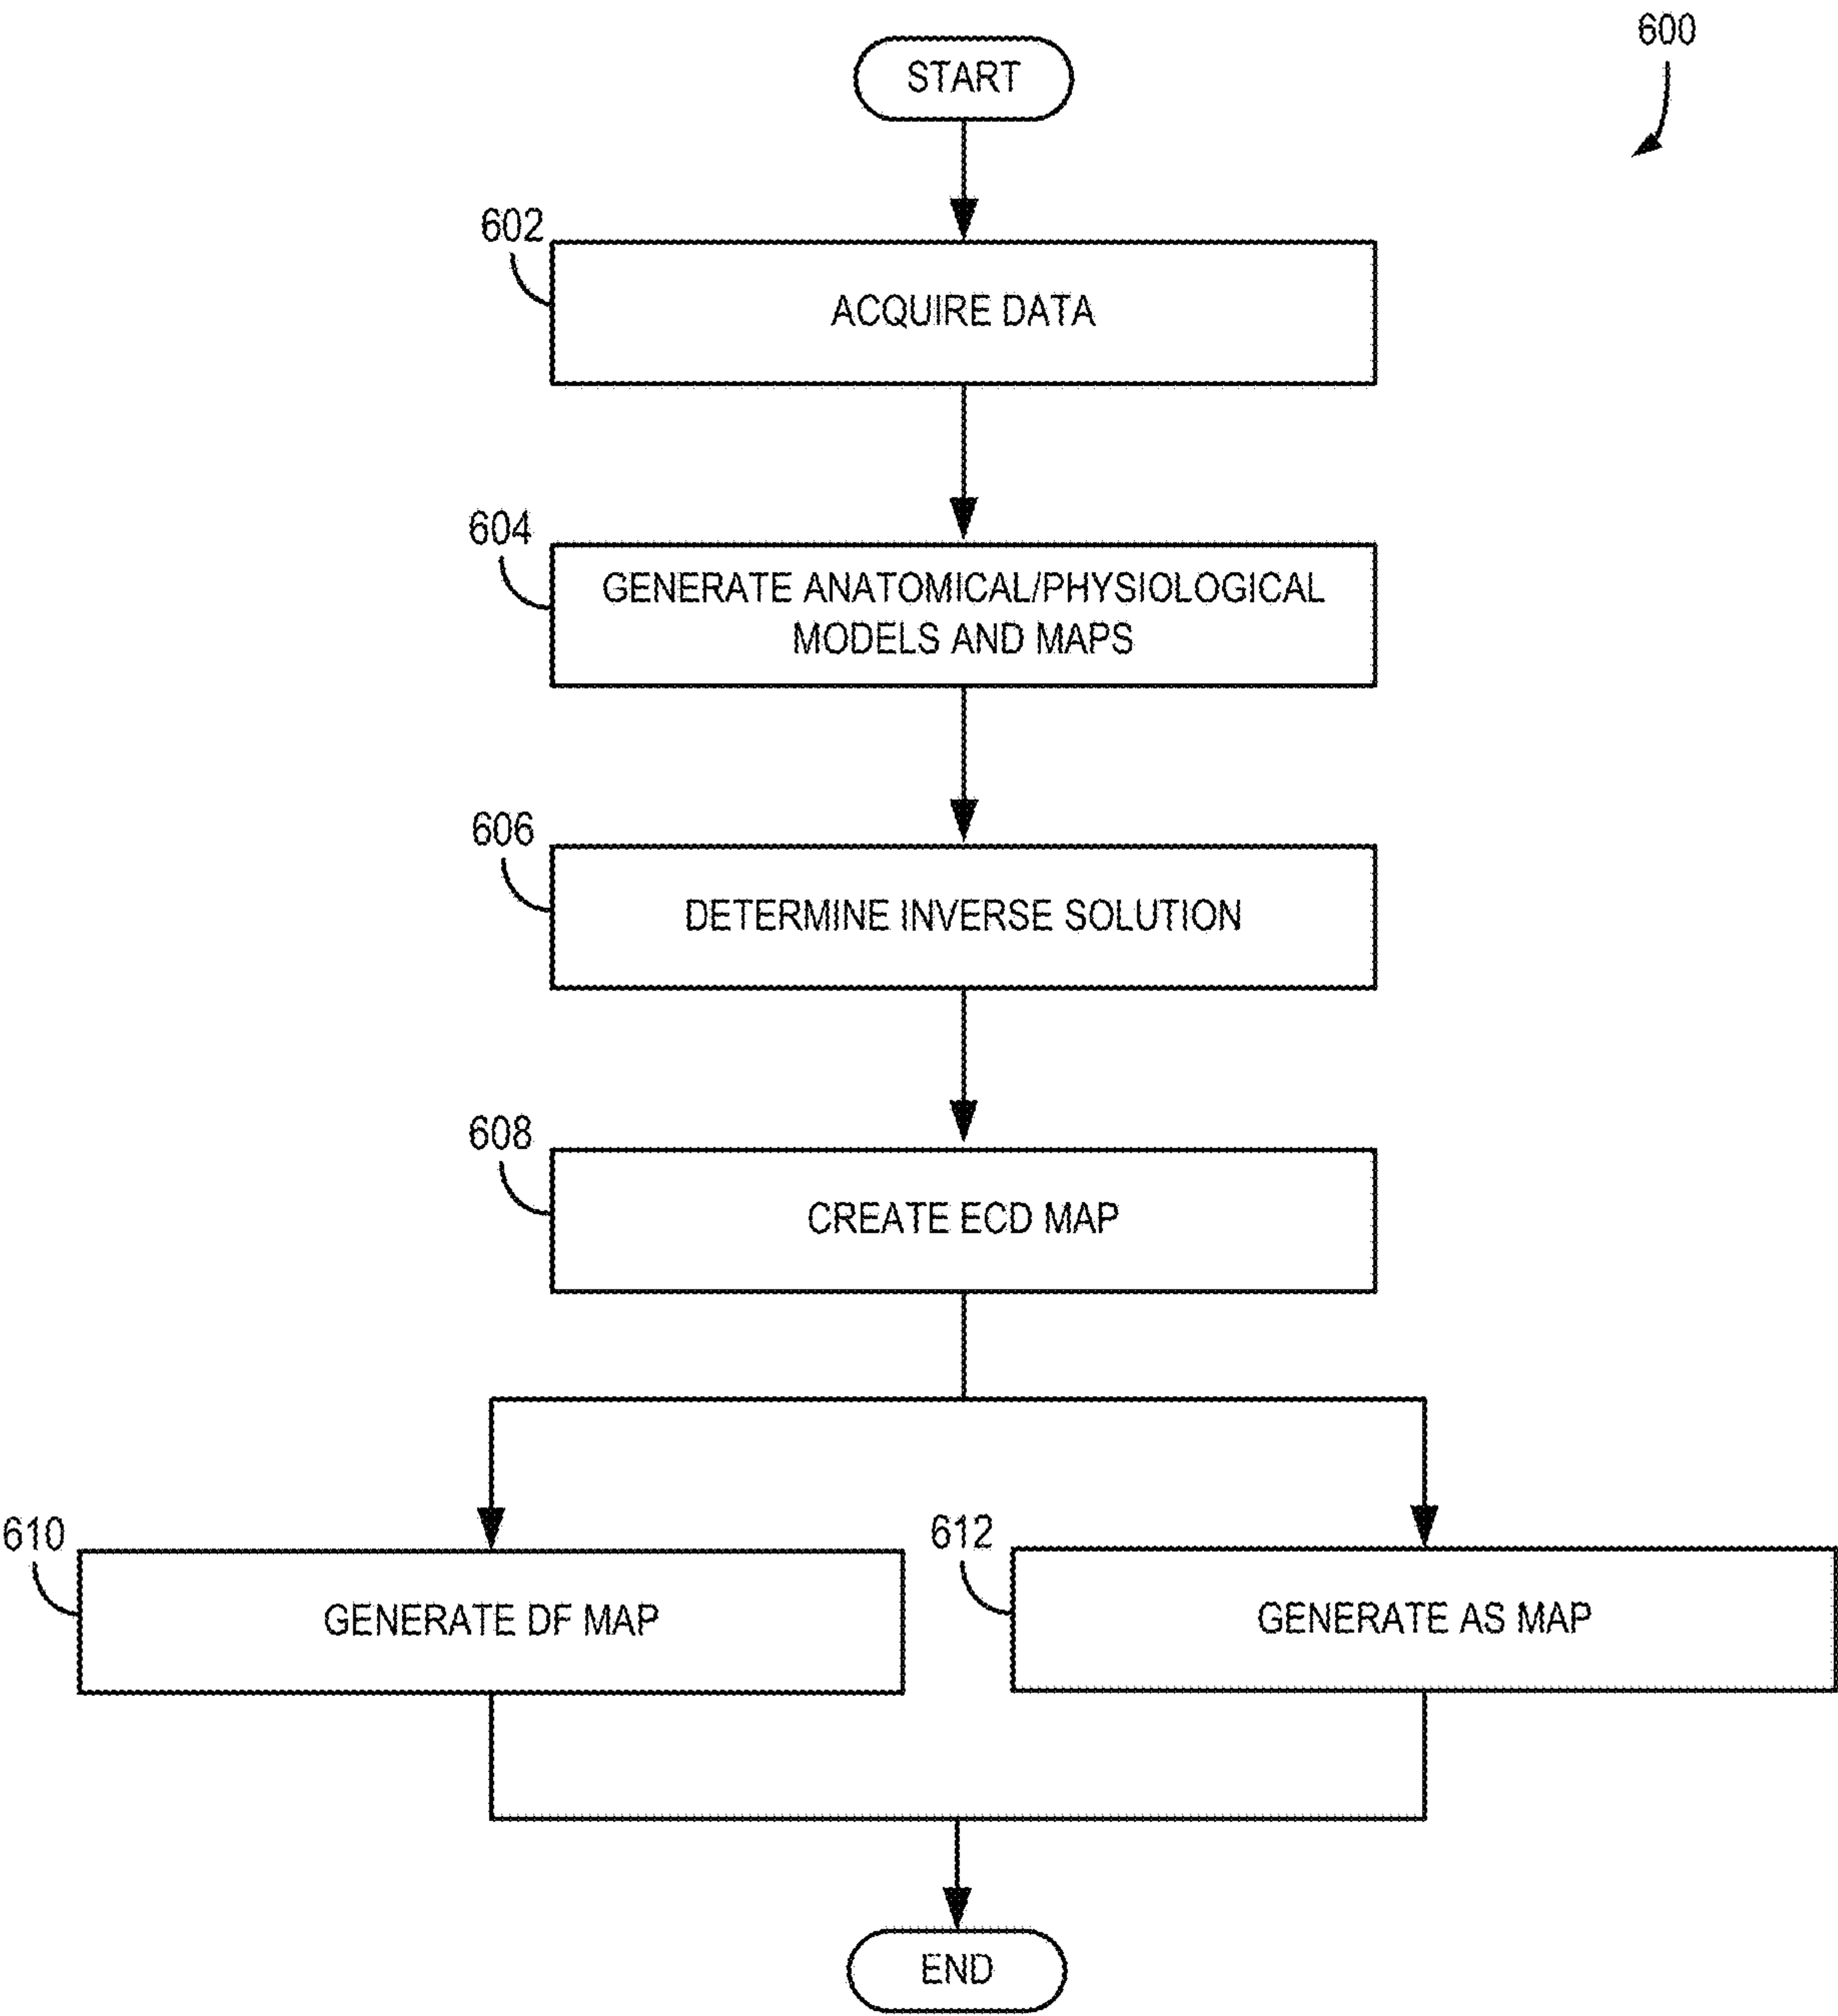 600
START
602
ACQUIRE DATA
604
GENERATE ANATOMICAL/PHYSIOLOGICAL
MODELS AND MAPS
606
DETERMINE INVERSE SOLUTION
608
CREATE ECD MAP
610
GENERATE DF MAP
612
GENERATE AS MAP
END